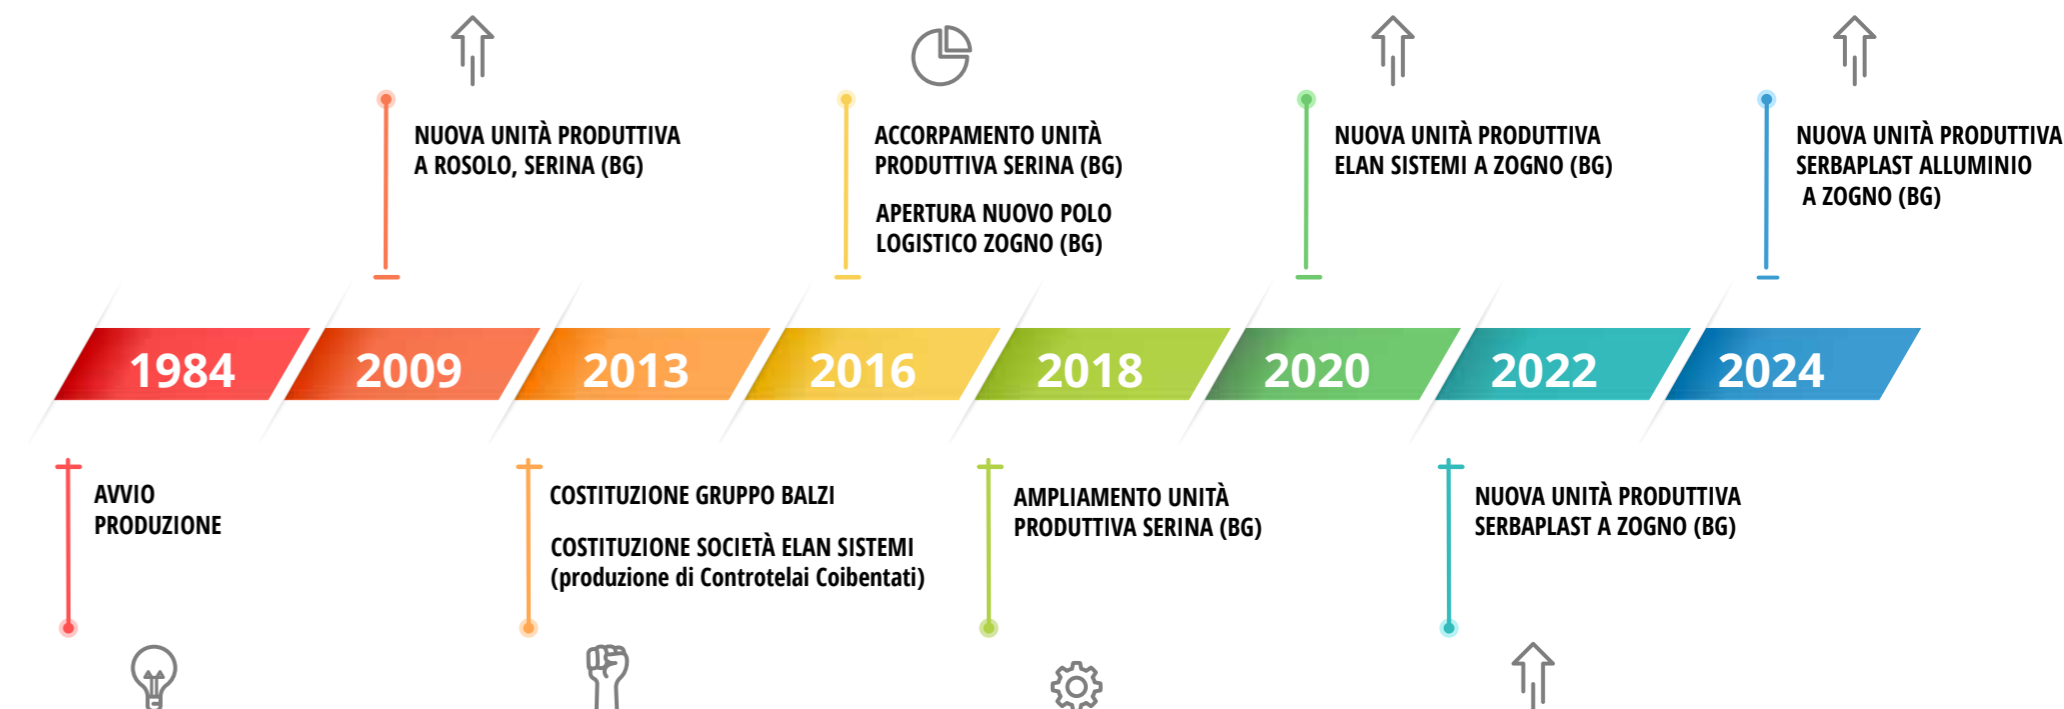 NUOVA UNITÀ PRODUTTIVA
A ROSOLO, SERINA (BG)
ACCORPAMENTO UNITÀ
PRODUTTIVA SERINA (BG)
APERTURA NUOVO POLO
LOGISTICO ZOGNO (BG)
NUOVA UNITÀ PRODUTTIVA
ELAN SISTEMI A ZOGNO (BG)
NUOVA UNITÀ PRODUTTIVA
SERBAPLAST ALLUMINIO
A ZOGNO (BG)
1984
2009
2013
2016
2018
2020
2022
2024
AVVIO
PRODUZIONE
COSTITUZIONE GRUPPO BALZI
COSTITUZIONE SOCIETÀ ELAN SISTEMI
(produzione di Controtelai Coibentati)
AMPLIAMENTO UNITÀ
PRODUTTIVA SERINA (BG)
NUOVA UNITÀ PRODUTTIVA
SERBAPLAST A ZOGNO (BG)